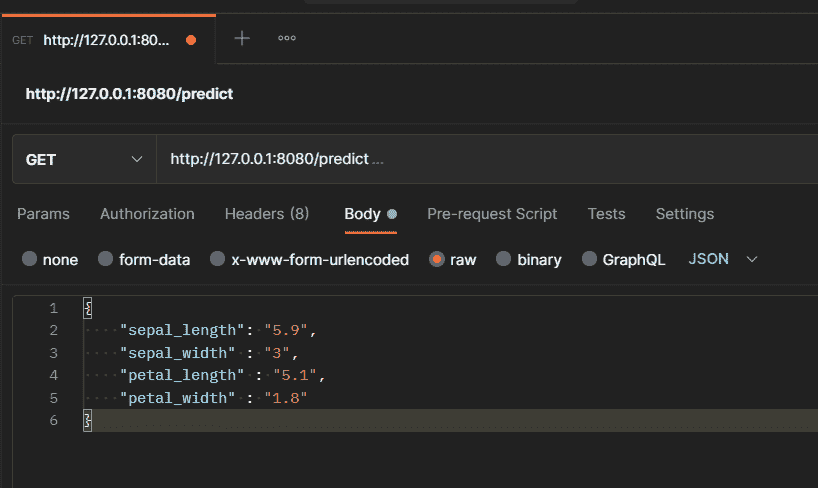 GET http://127.0.0.1:80...
http://127.0.0.1:8080/predict
GET http://127.0.0.1:8080/predict ...
Params Authorization Headers (8) Body Pre-request Script Tests Settings
none form-data x-www-form-urlencoded raw binary GraphQL JSON
1 {
2 "sepal_length": "5.9",
3 "sepal_width" : "3",
4 "petal_length" : "5.1",
5 "petal_width" : "1.8"
6 }